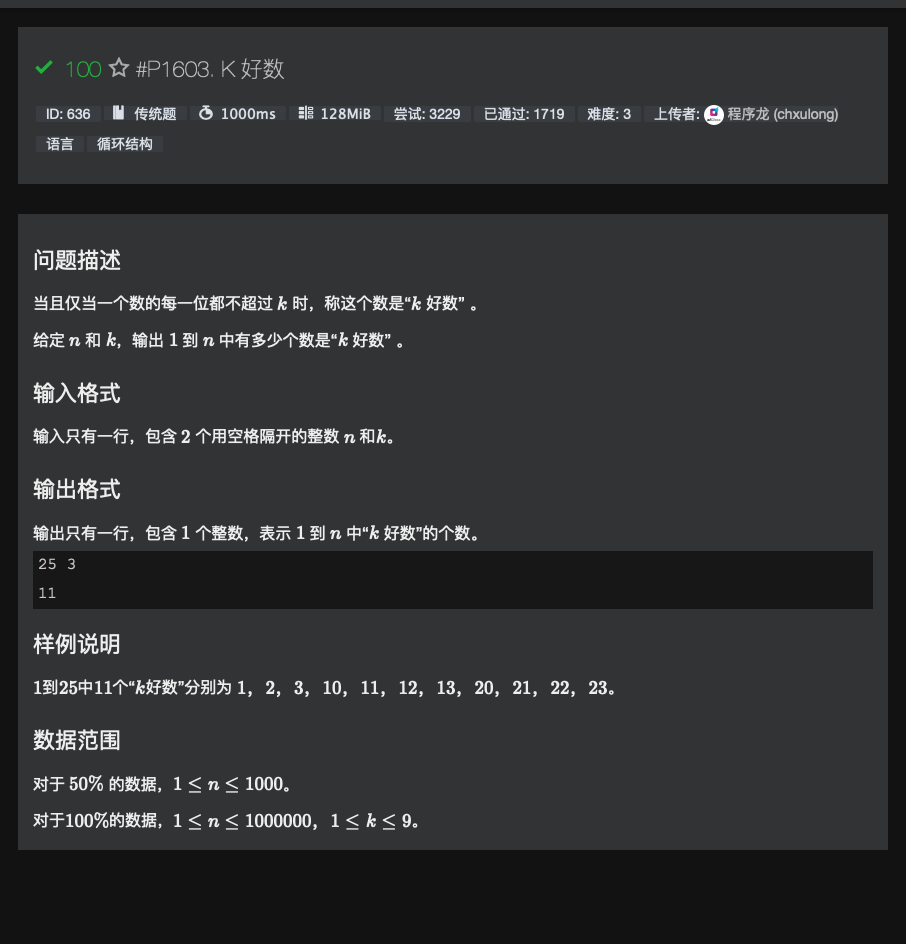 100 #P1603. K 好数
ID: 636 传统题 1000ms 128MiB 尝试: 3229 已通过: 1719 难度: 3 上传者: 程序龙 (chxulong)
语言 循环结构
问题描述
当且仅当一个数的每一位都不超过 k 时，称这个数是“k 好数” 。
给定 n 和 k，输出 1 到 n 中有多少个数是“k 好数” 。
输入格式
输入只有一行，包含 2 个用空格隔开的整数 n 和k。
输出格式
输出只有一行，包含 1 个整数，表示 1 到 n 中“k 好数”的个数。
25 3
11
样例说明
1到25中11个“k好数”分别为 1，2，3，10，11，12，13，20，21，22，23。
数据范围
对于 50% 的数据，1 ≤ n ≤ 1000。
对于100%的数据，1 ≤ n ≤ 1000000，1 ≤ k ≤ 9。